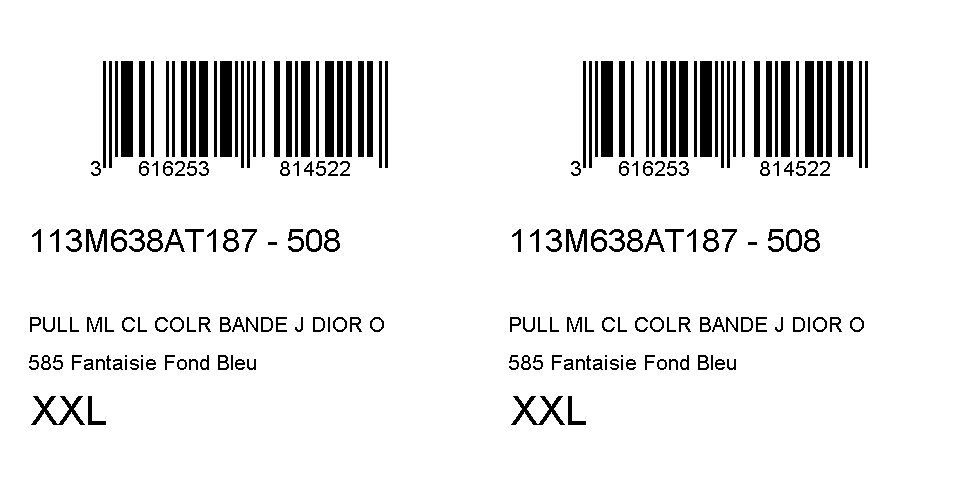 3 616253 814522
113M638AT187 - 508
PULL ML CL COLR BANDE J DIOR O
585 Fantaisie Fond Bleu
XXL
3 616253 814522
113M638AT187 - 508
PULL ML CL COLR BANDE J DIOR O
585 Fantaisie Fond Bleu
XXL